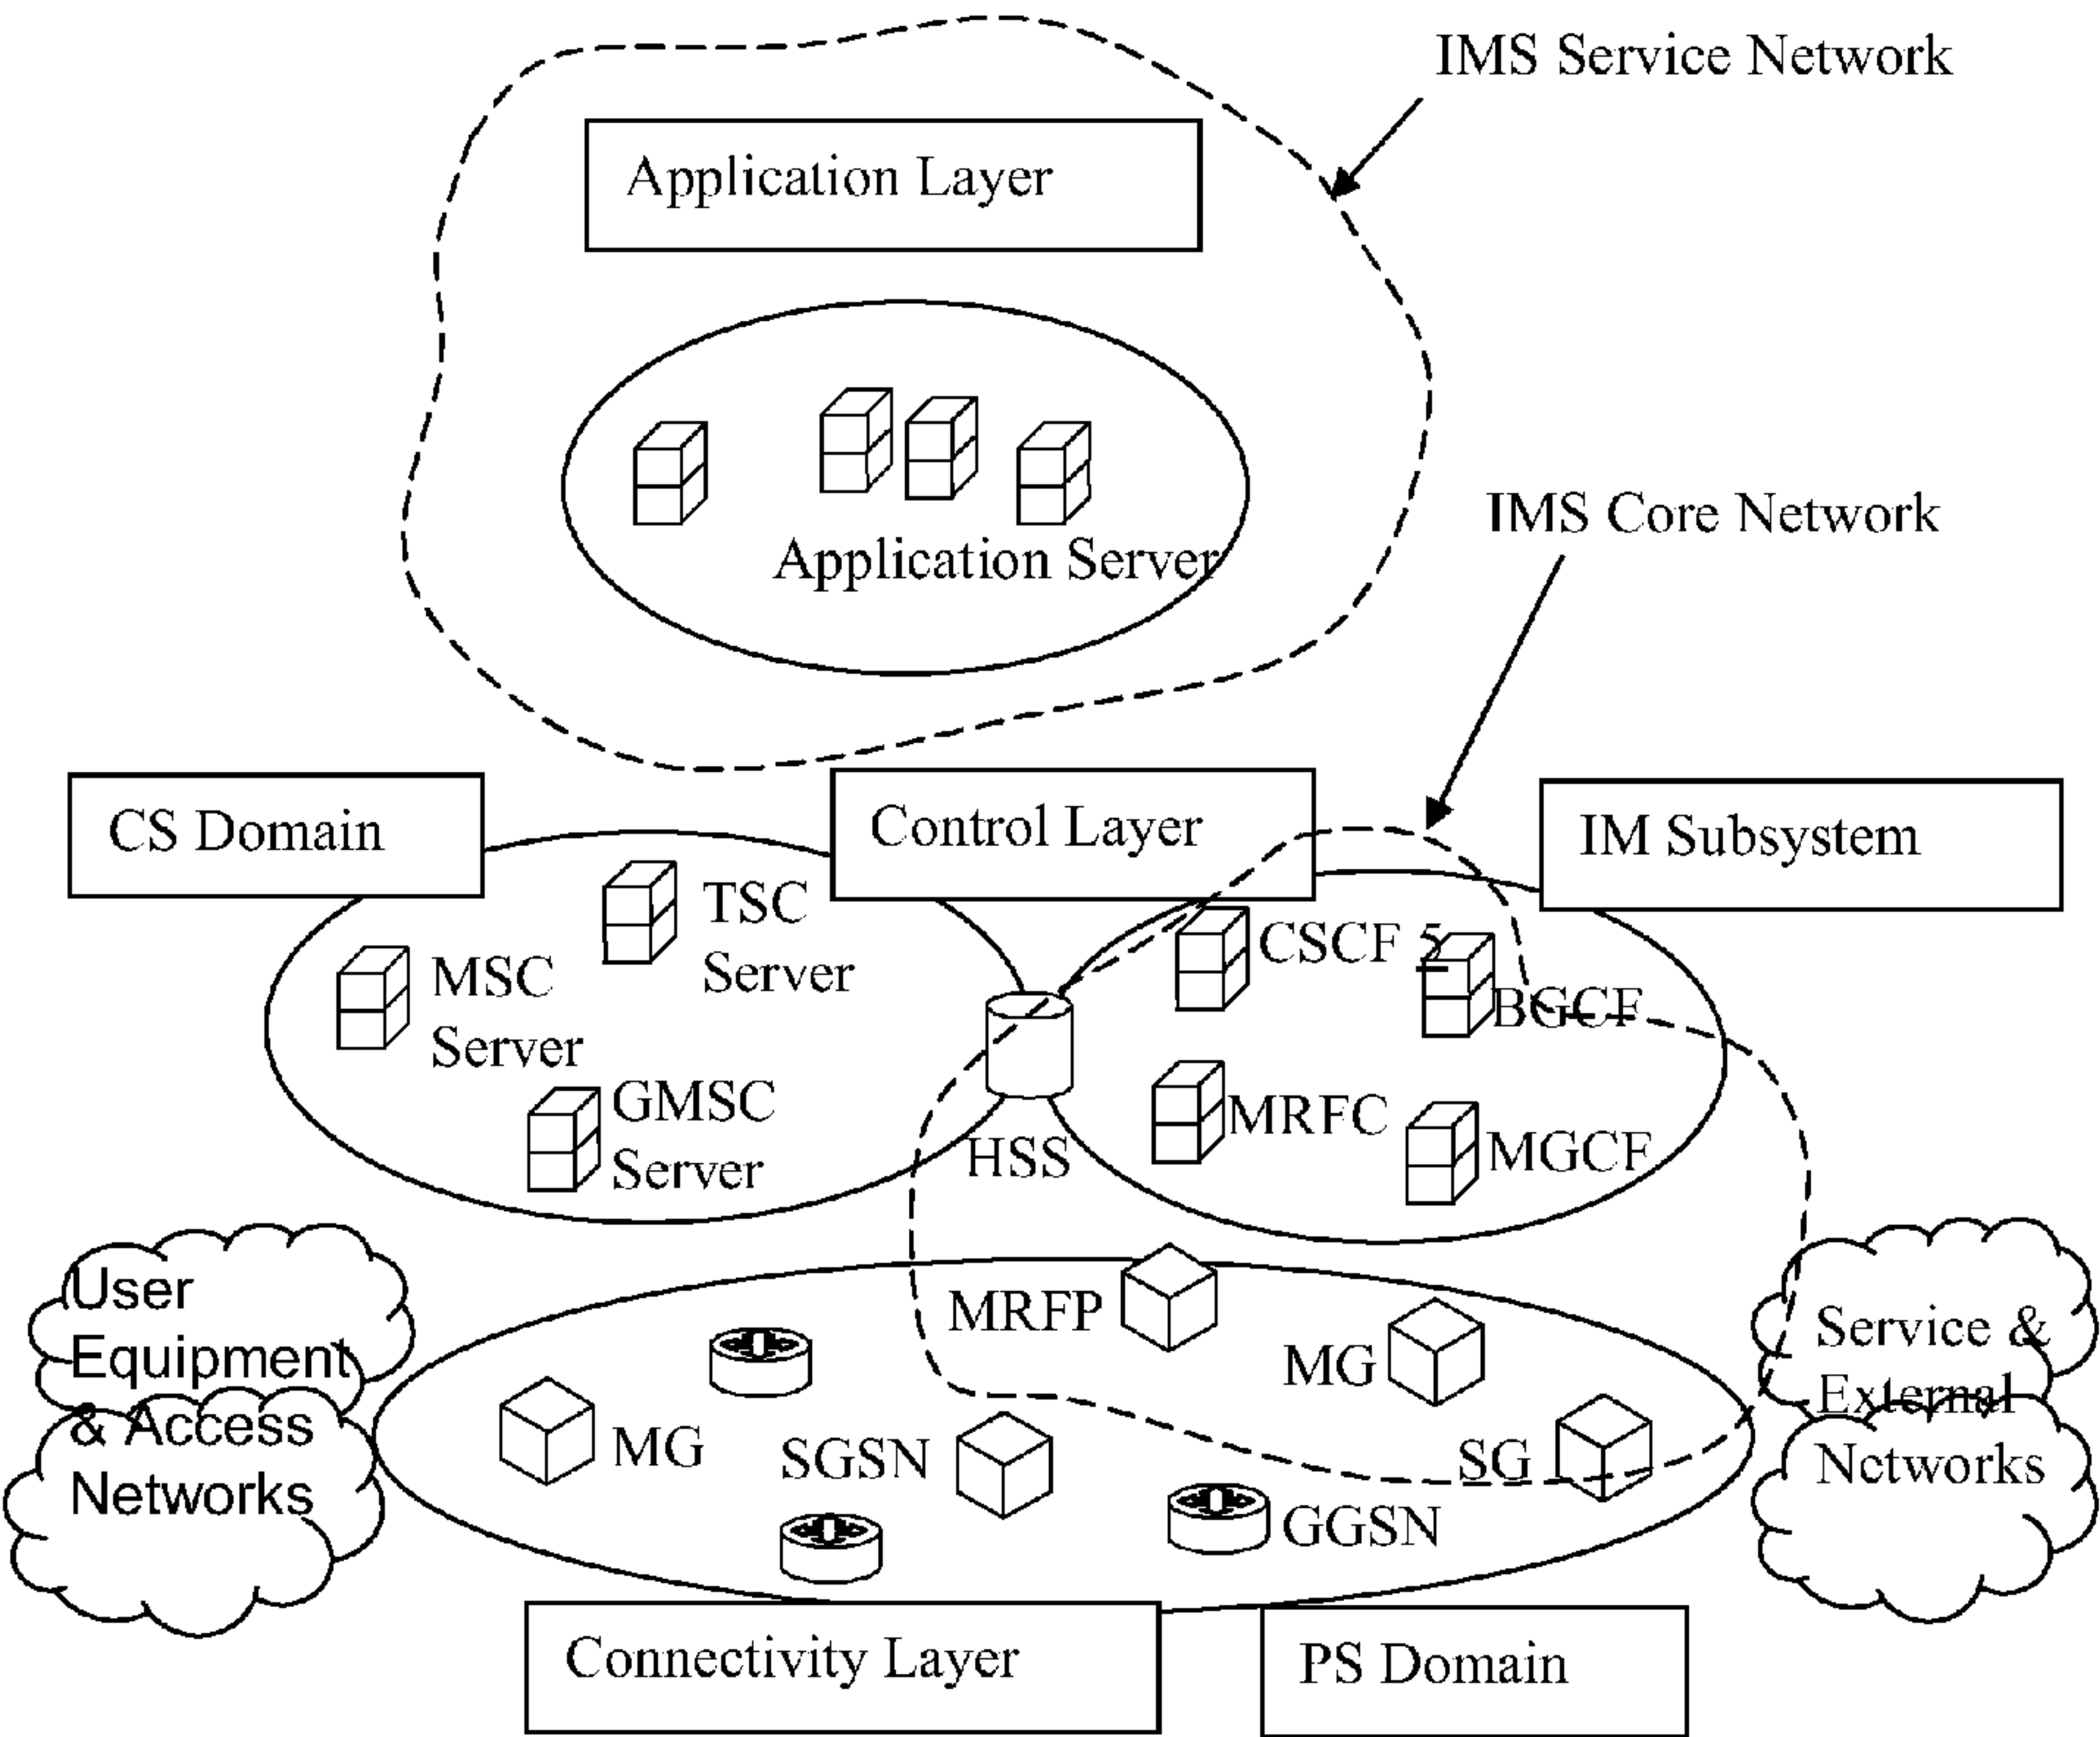 IMS Service Network
Application Layer
IMS Core Network
Application Server
CS Domain
Control Layer
IM Subsystem
TSC
Server
MSC
Server
GMSC
Server
CSCF 5
BGCF
MRFC
MGCF
HSS
User
Equipment
& Access
Networks
MRFP
MG
MG
SGSN
SG
GGSN
Service &
External
Networks
Connectivity Layer
PS Domain